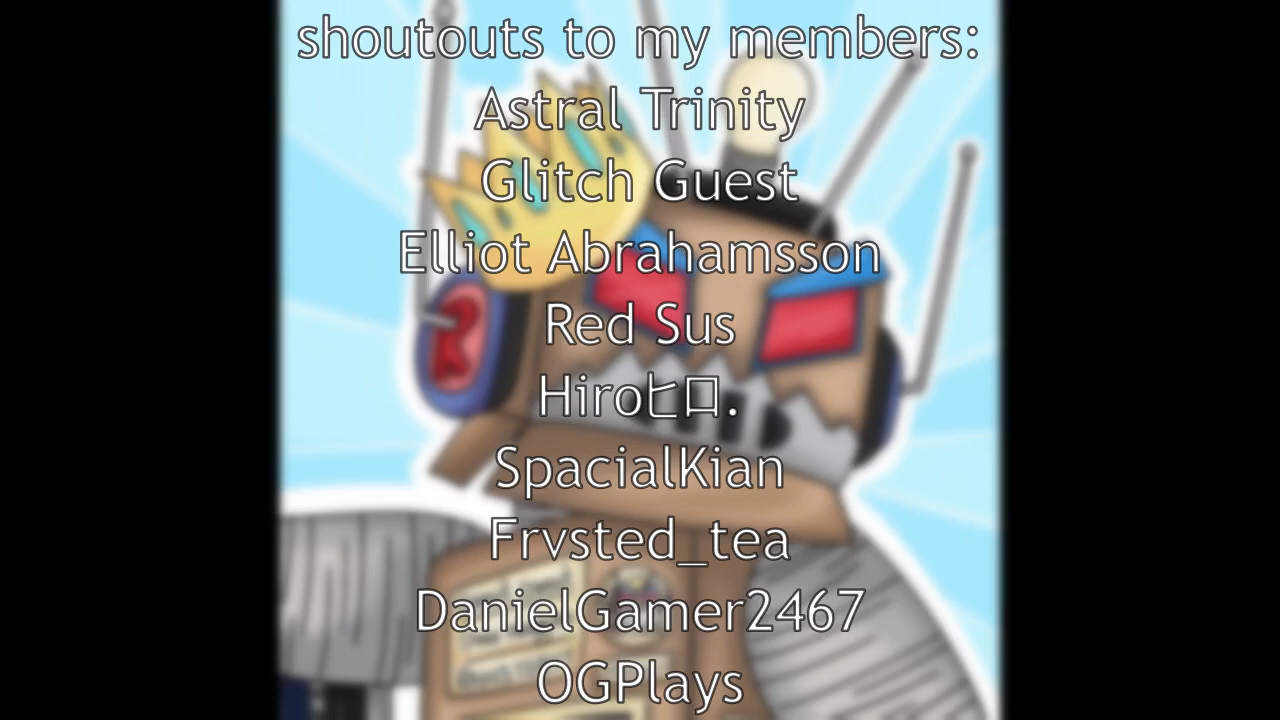 shoutouts to my members:
Astral Trinity
Glitch Guest
Elliot Abrahamsson
Red Sus
Hiroヒロ.
SpacialKian
Frvsted_tea
DanielGamer2467
OGPlays
R